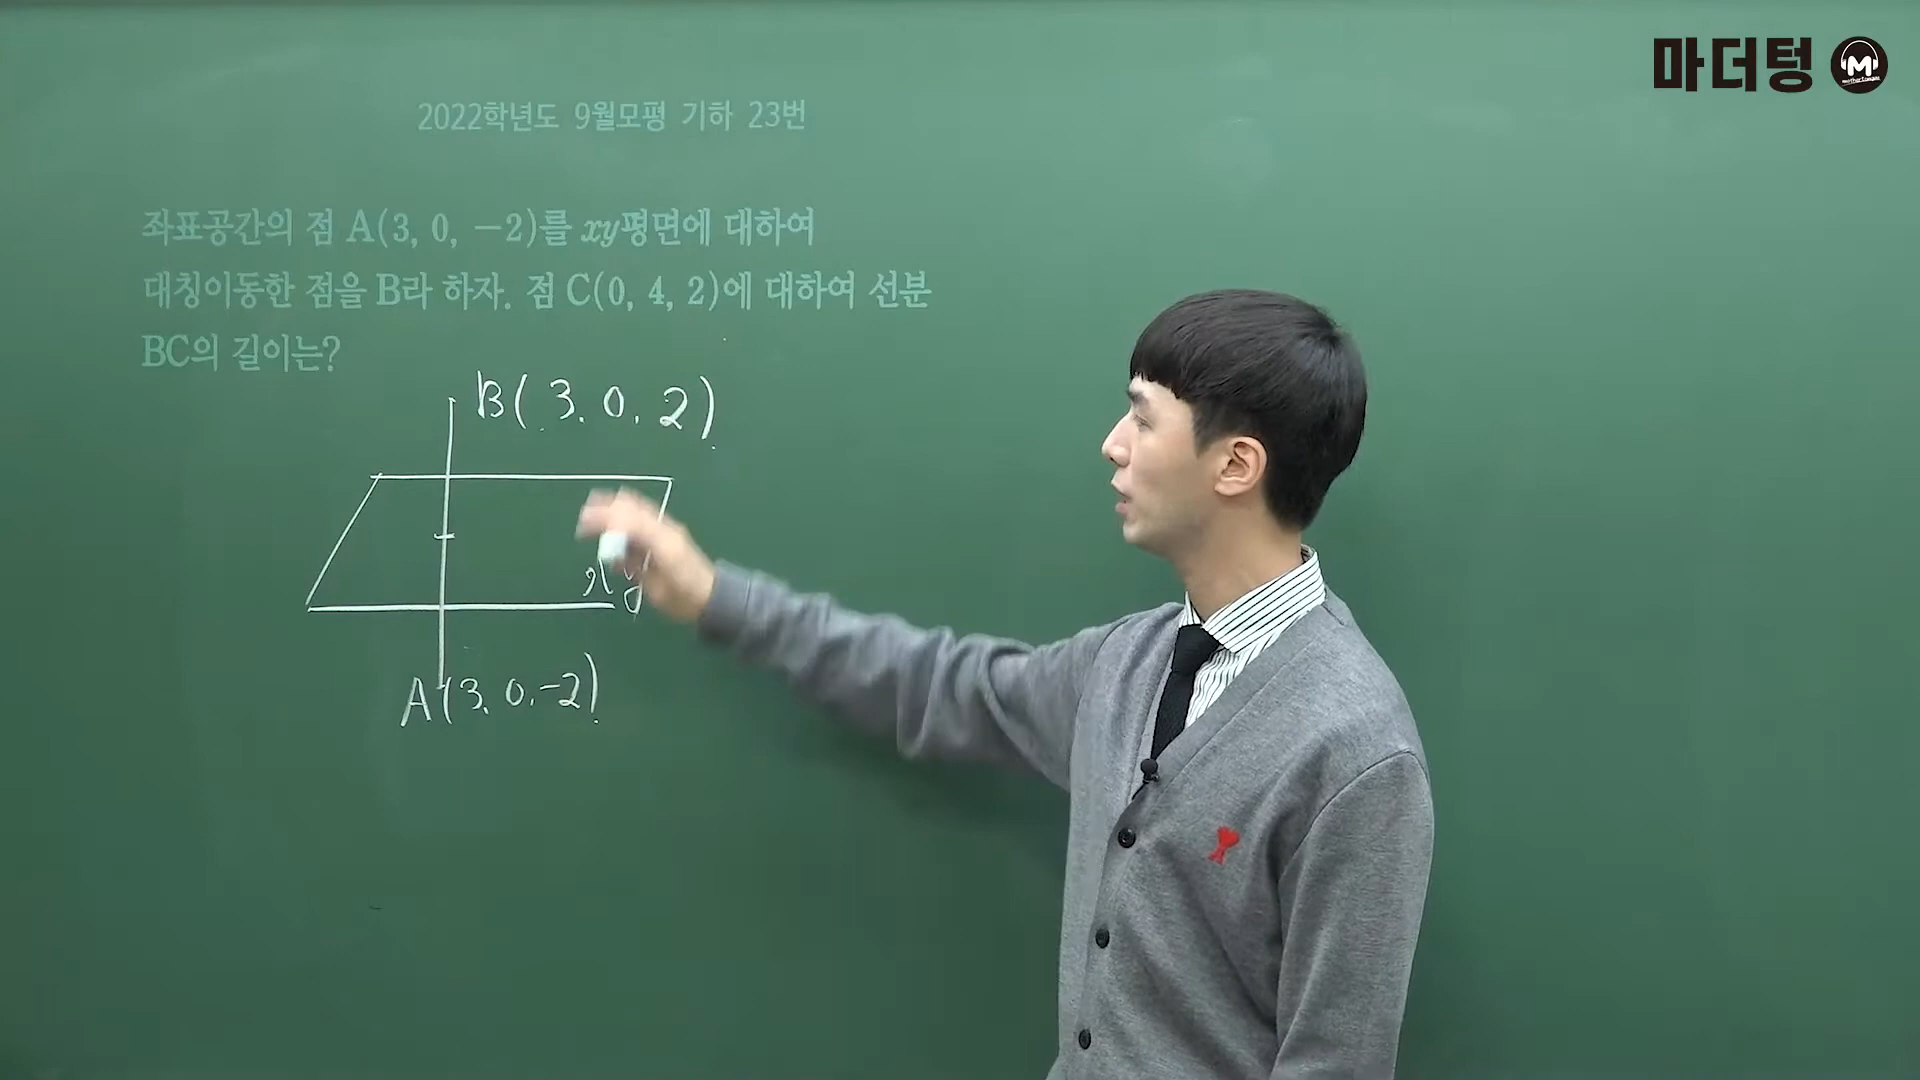 마더텅
M
2022학년도 9월모평 기하 23번
좌표공간의 점 A(3, 0, −2)를 xy평면에 대하여
대칭이동한 점을 B라 하자. 점 C(0, 4, 2)에 대하여 선분
BC의 길이는?
B(3, 0, 2)
xy
A(3, 0, -2)